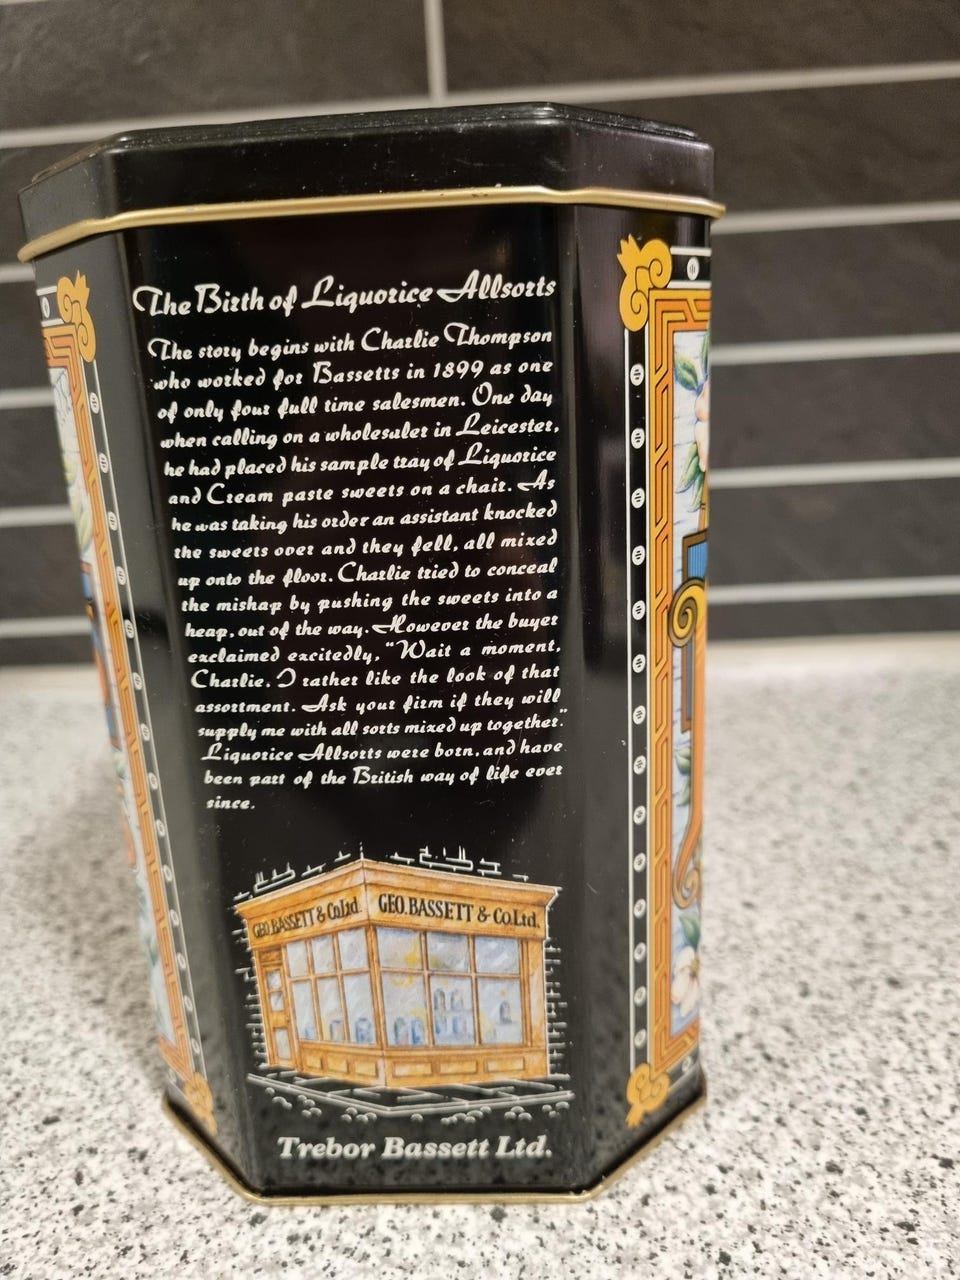 The Birth of Liquorice Allsorts
The story begins with Charlie Thompson
who worked for Bassetts in 1899 as one
of only four full time salesmen. One day
when calling on a wholesaler in Leicester,
he had placed his sample tray of Liquorice
and Cream paste sweets on a chair. As
he was taking his order an assistant knocked
the sweets over and they fell, all mixed
up onto the floor. Charlie tried to conceal
the mishap by pushing the sweets into a
heap, out of the way. However the buyer
exclaimed excitedly, "Wait a moment,
Charlie. I rather like the look of that
assortment. Ask your firm if they will
supply me with all sorts mixed up together."
Liquorice Allsorts were born, and have
been part of the British way of life ever
since.
GEO. BASSETT & Co Ltd. GEO. BASSETT & Co. Ltd.
Trebor Bassett Ltd.